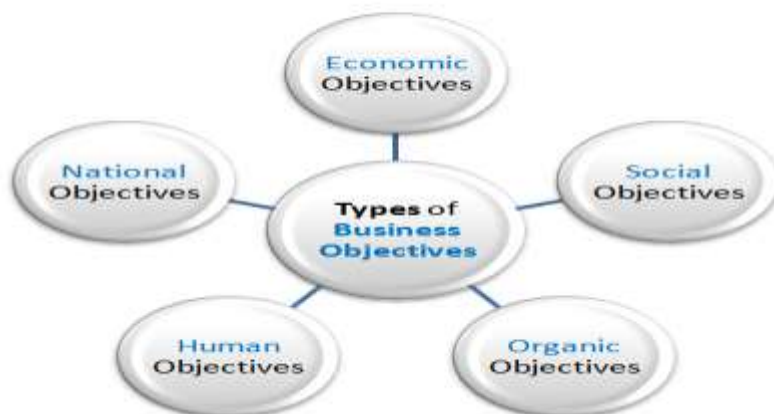 Economic
Objectives
National
Objectives
Social
Objectives
Types of
Business
Objectives
Human
Objectives
Organic
Objectives